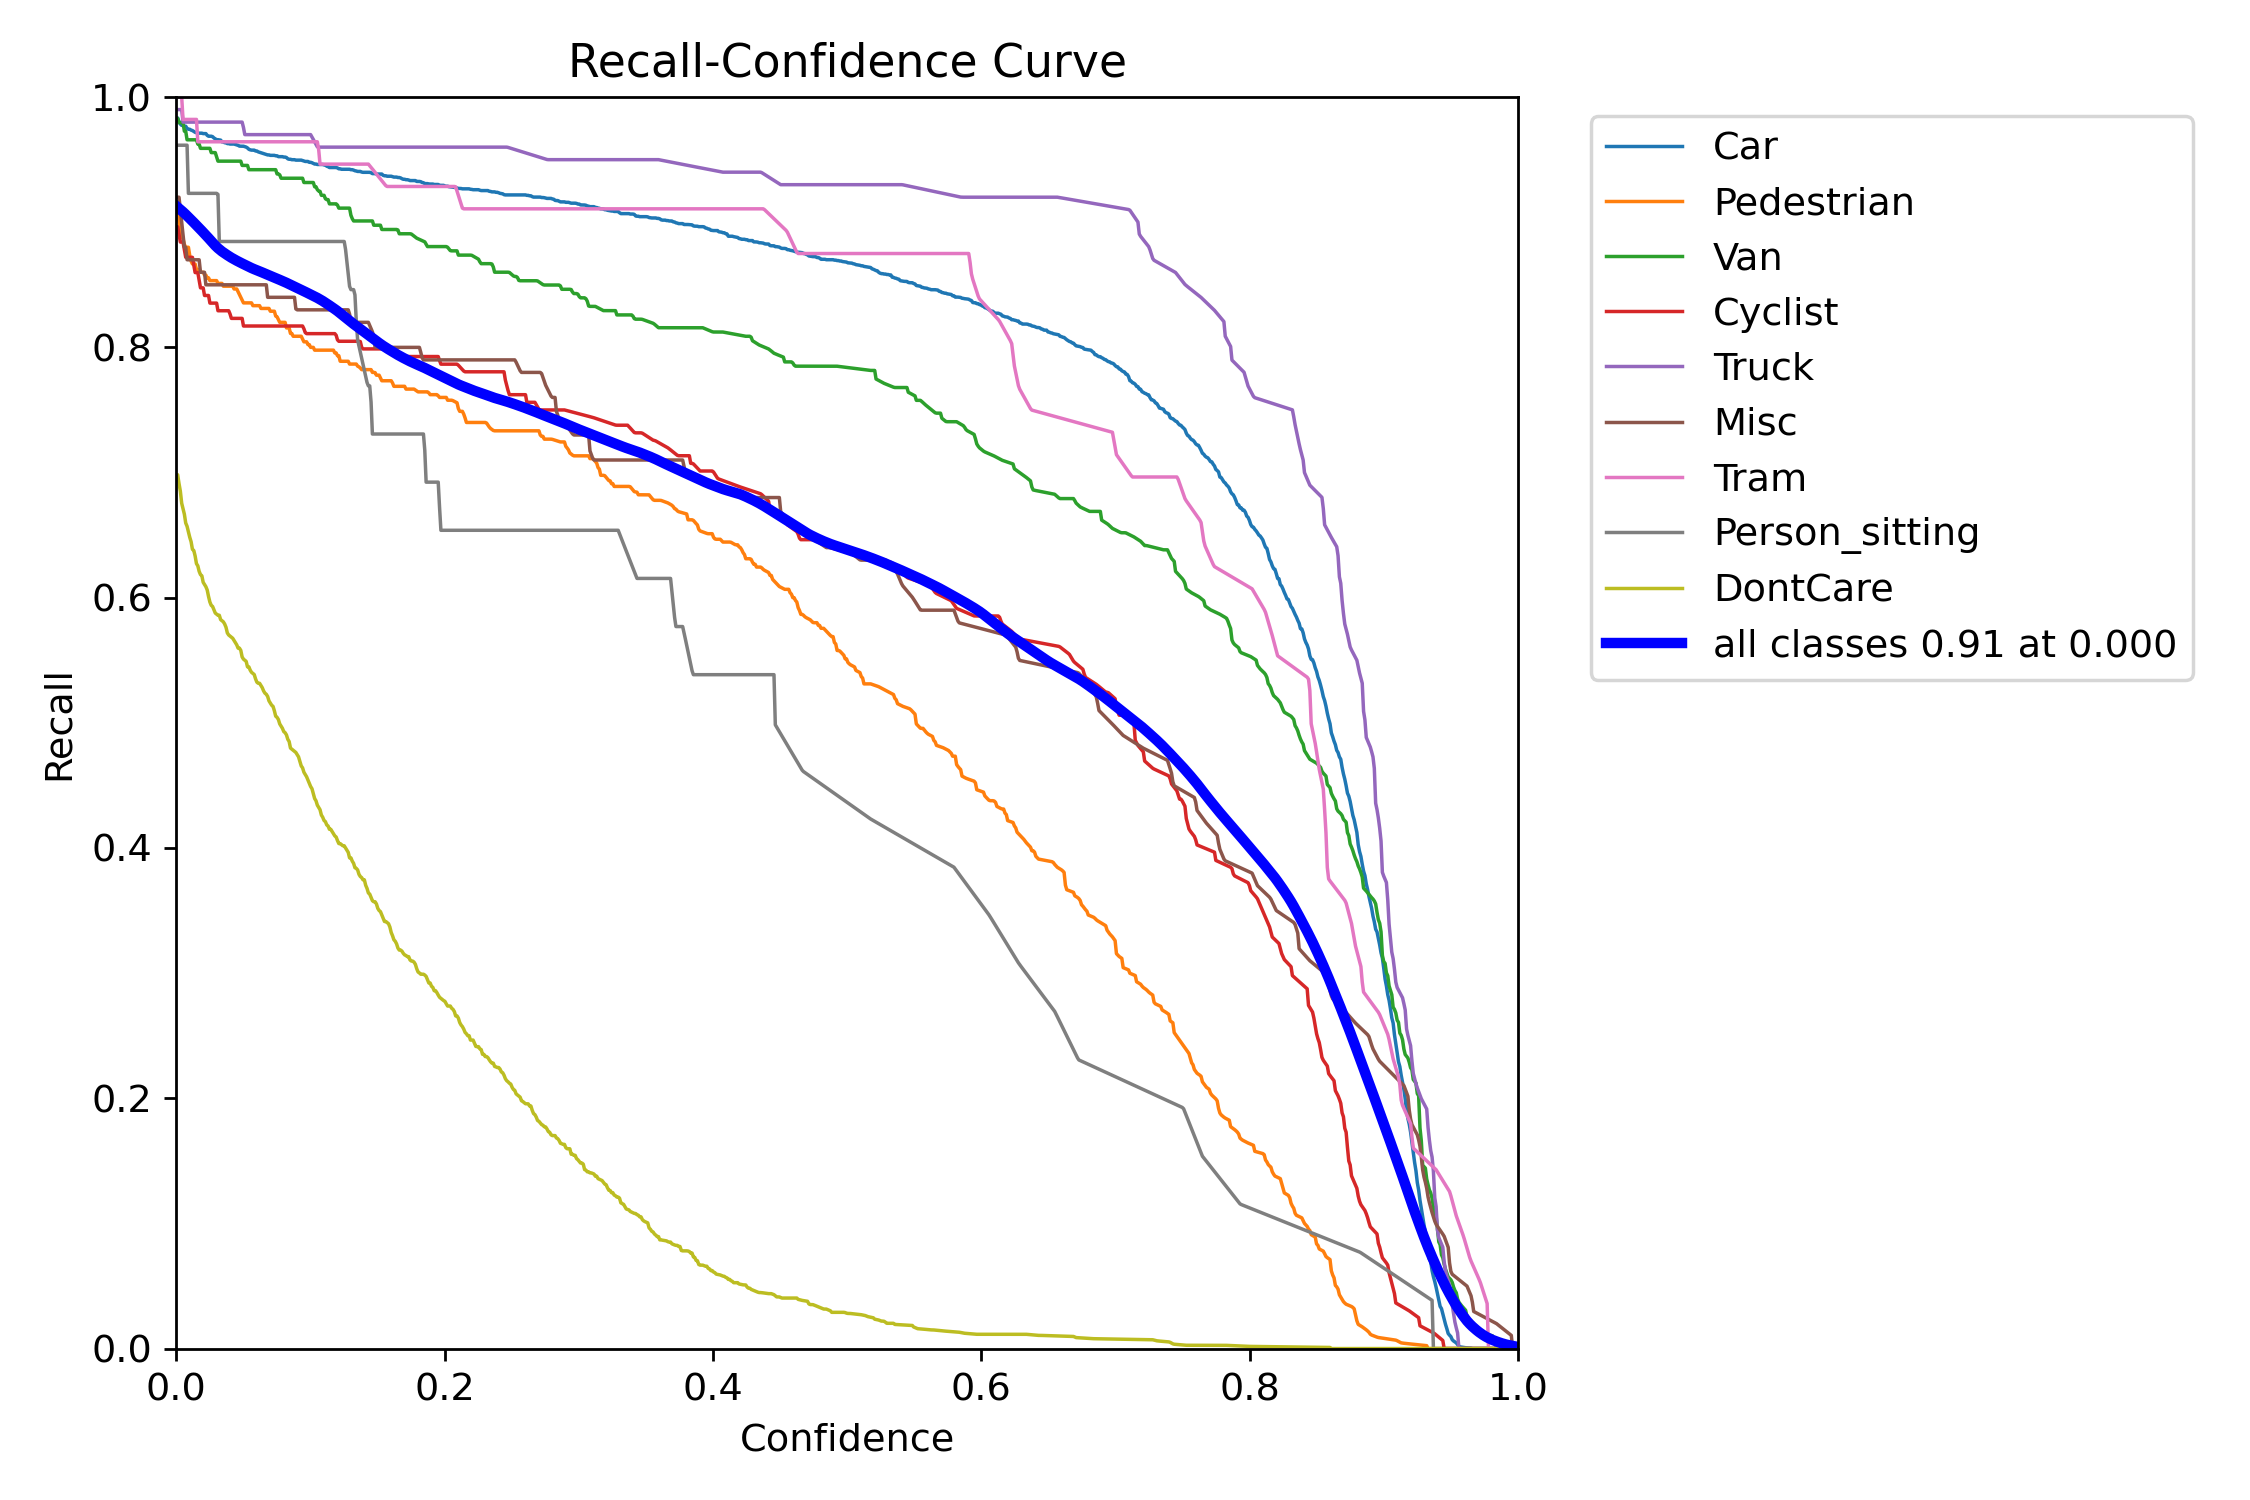 Recall-Confidence Curve
1.0
0.8
0.6
0.4
0.2
0.0
Recall
0.0 0.2 0.4 0.6 0.8 1.0
Confidence
Car
Pedestrian
Van
Cyclist
Truck
Misc
Tram
Person_sitting
DontCare
all classes 0.91 at 0.000